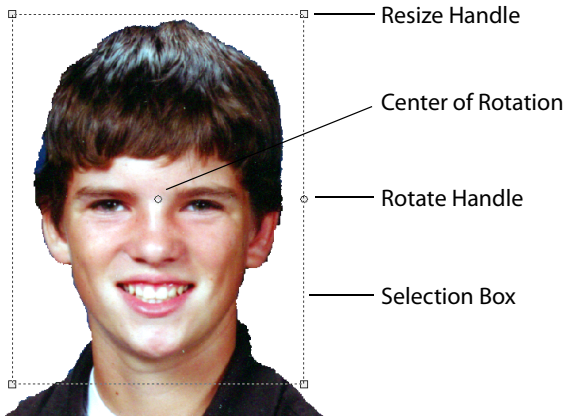 Resize Handle
Center of Rotation
Rotate Handle
Selection Box